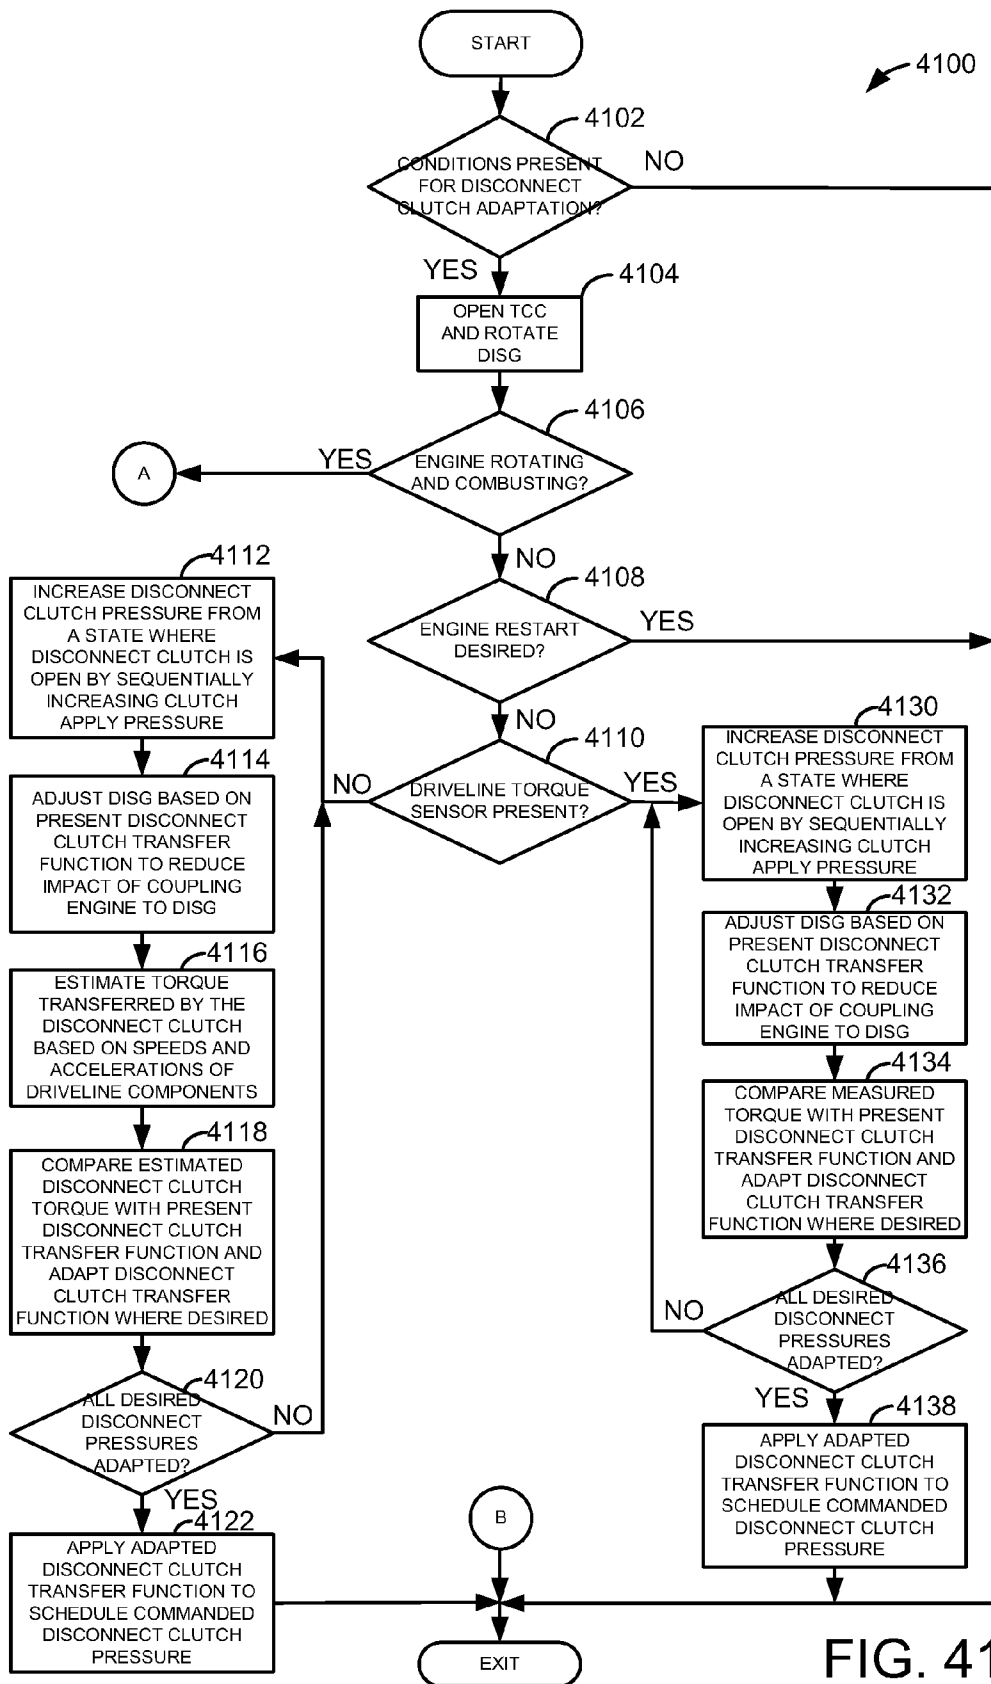 START
4100
4102
CONDITIONS PRESENT
FOR DISCONNECT
CLUTCH ADAPTATION?
NO
YES
4104
OPEN TCC
AND ROTATE
DISG
4106
ENGINE ROTATING
AND COMBUSTING?
YES
A
NO
4108
ENGINE RESTART
DESIRED?
YES
NO
4110
DRIVELINE TORQUE
SENSOR PRESENT?
NO
YES
4112
INCREASE DISCONNECT
CLUTCH PRESSURE FROM
A STATE WHERE
DISCONNECT CLUTCH IS
OPEN BY SEQUENTIALLY
INCREASING CLUTCH
APPLY PRESSURE
4114
ADJUST DISG BASED ON
PRESENT DISCONNECT
CLUTCH TRANSFER
FUNCTION TO REDUCE
IMPACT OF COUPLING
ENGINE TO DISG
4116
ESTIMATE TORQUE
TRANSFERRED BY THE
DISCONNECT CLUTCH
BASED ON SPEEDS AND
ACCELERATIONS OF
DRIVELINE COMPONENTS
4118
COMPARE ESTIMATED
DISCONNECT CLUTCH
TORQUE WITH PRESENT
DISCONNECT CLUTCH
TRANSFER FUNCTION AND
ADAPT DISCONNECT
CLUTCH TRANSFER
FUNCTION WHERE DESIRED
4120
ALL DESIRED
DISCONNECT
PRESSURES
ADAPTED?
NO
YES
4122
APPLY ADAPTED
DISCONNECT CLUTCH
TRANSFER FUNCTION TO
SCHEDULE COMMANDED
DISCONNECT CLUTCH
PRESSURE
4130
INCREASE DISCONNECT
CLUTCH PRESSURE FROM
A STATE WHERE
DISCONNECT CLUTCH IS
OPEN BY SEQUENTIALLY
INCREASING CLUTCH
APPLY PRESSURE
4132
ADJUST DISG BASED ON
PRESENT DISCONNECT
CLUTCH TRANSFER
FUNCTION TO REDUCE
IMPACT OF COUPLING
ENGINE TO DISG
4134
COMPARE MEASURED
TORQUE WITH PRESENT
DISCONNECT CLUTCH
TRANSFER FUNCTION AND
ADAPT DISCONNECT
CLUTCH TRANSFER
FUNCTION WHERE DESIRED
4136
ALL DESIRED
DISCONNECT
PRESSURES
ADAPTED?
NO
YES
4138
APPLY ADAPTED
DISCONNECT CLUTCH
TRANSFER FUNCTION TO
SCHEDULE COMMANDED
DISCONNECT CLUTCH
PRESSURE
B
EXIT
FIG. 41